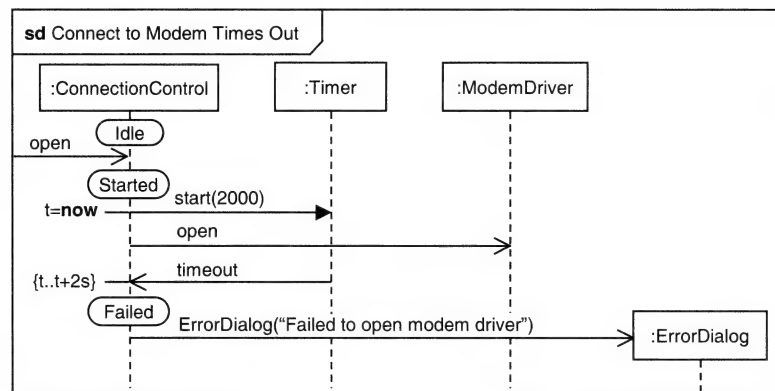 sd Connect to Modem Times Out
:ConnectionControl
:Timer
:ModemDriver
Idle
open
Started
t=now
start(2000)
open
timeout
{t..t+2s}
Failed
ErrorDialog(“Failed to open modem driver”)
:ErrorDialog